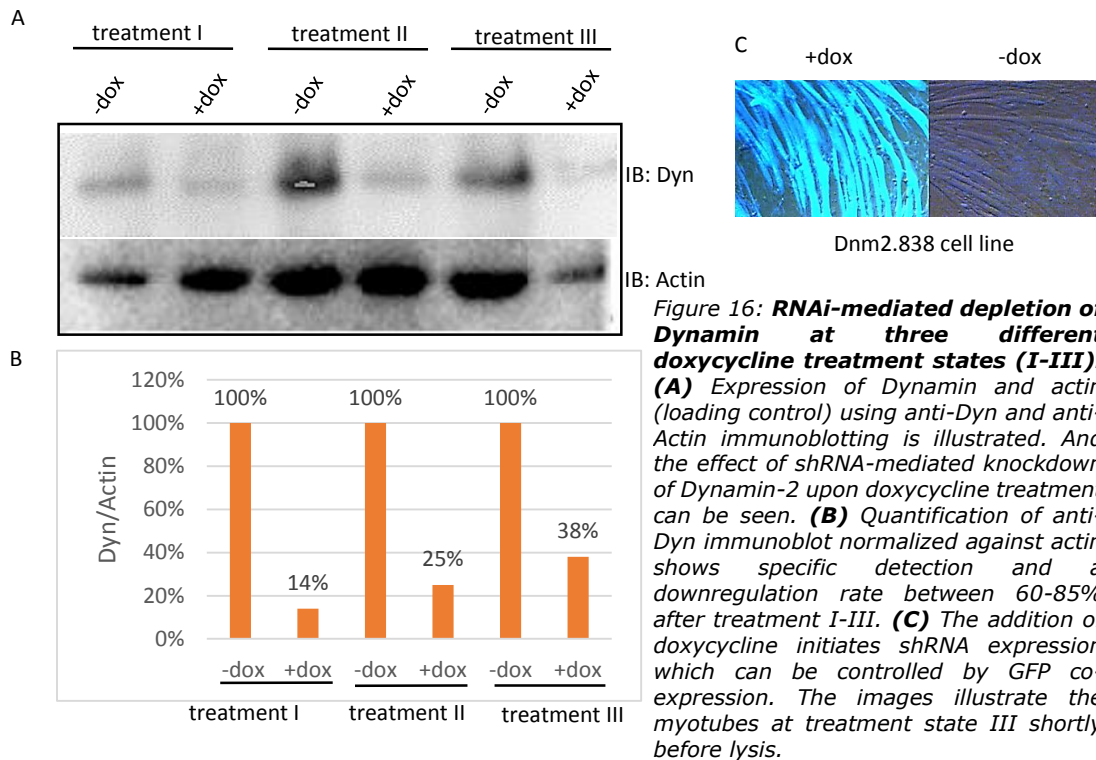 A
treatment I
treatment II
treatment III
-dox
+dox
-dox
+dox
-dox
+dox
IB: Dyn
IB: Actin
B
120%
100%
80%
60%
40%
20%
0%
Dyn/Actin
100%
14%
100%
25%
100%
38%
-dox
+dox
-dox
+dox
-dox
+dox
treatment I
treatment II
treatment III
C
+dox
-dox
Dnm2.838 cell line
Figure 16: RNAi-mediated depletion of
Dynamin at three different
doxycycline treatment states (I-III).
(A) Expression of Dynamin and actin
(loading control) using anti-Dyn and anti-
Actin immunoblotting is illustrated. And
the effect of shRNA-mediated knockdown
of Dynamin-2 upon doxycycline treatment
can be seen. (B) Quantification of anti-
Dyn immunoblot normalized against actin
shows specific detection and a
downregulation rate between 60-85%
after treatment I-III. (C) The addition of
doxycycline initiates shRNA expression
which can be controlled by GFP co-
expression. The images illustrate the
myotubes at treatment state III shortly
before lysis.